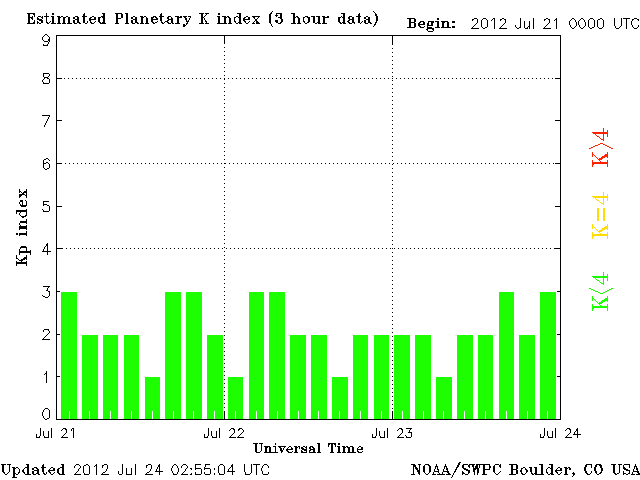 Estimated Planetary K index (3 hour data) Begin: 2012 Jul 21 0000 UTC
9
8
7
6
5
4
3
2
1
0
Kp index
K>4
K=4
K<4
Jul 21 Jul 22 Jul 23 Jul 24
Universal Time
Updated 2012 Jul 24 02:55:04 UTC NOAA/SWPC Boulder, CO USA